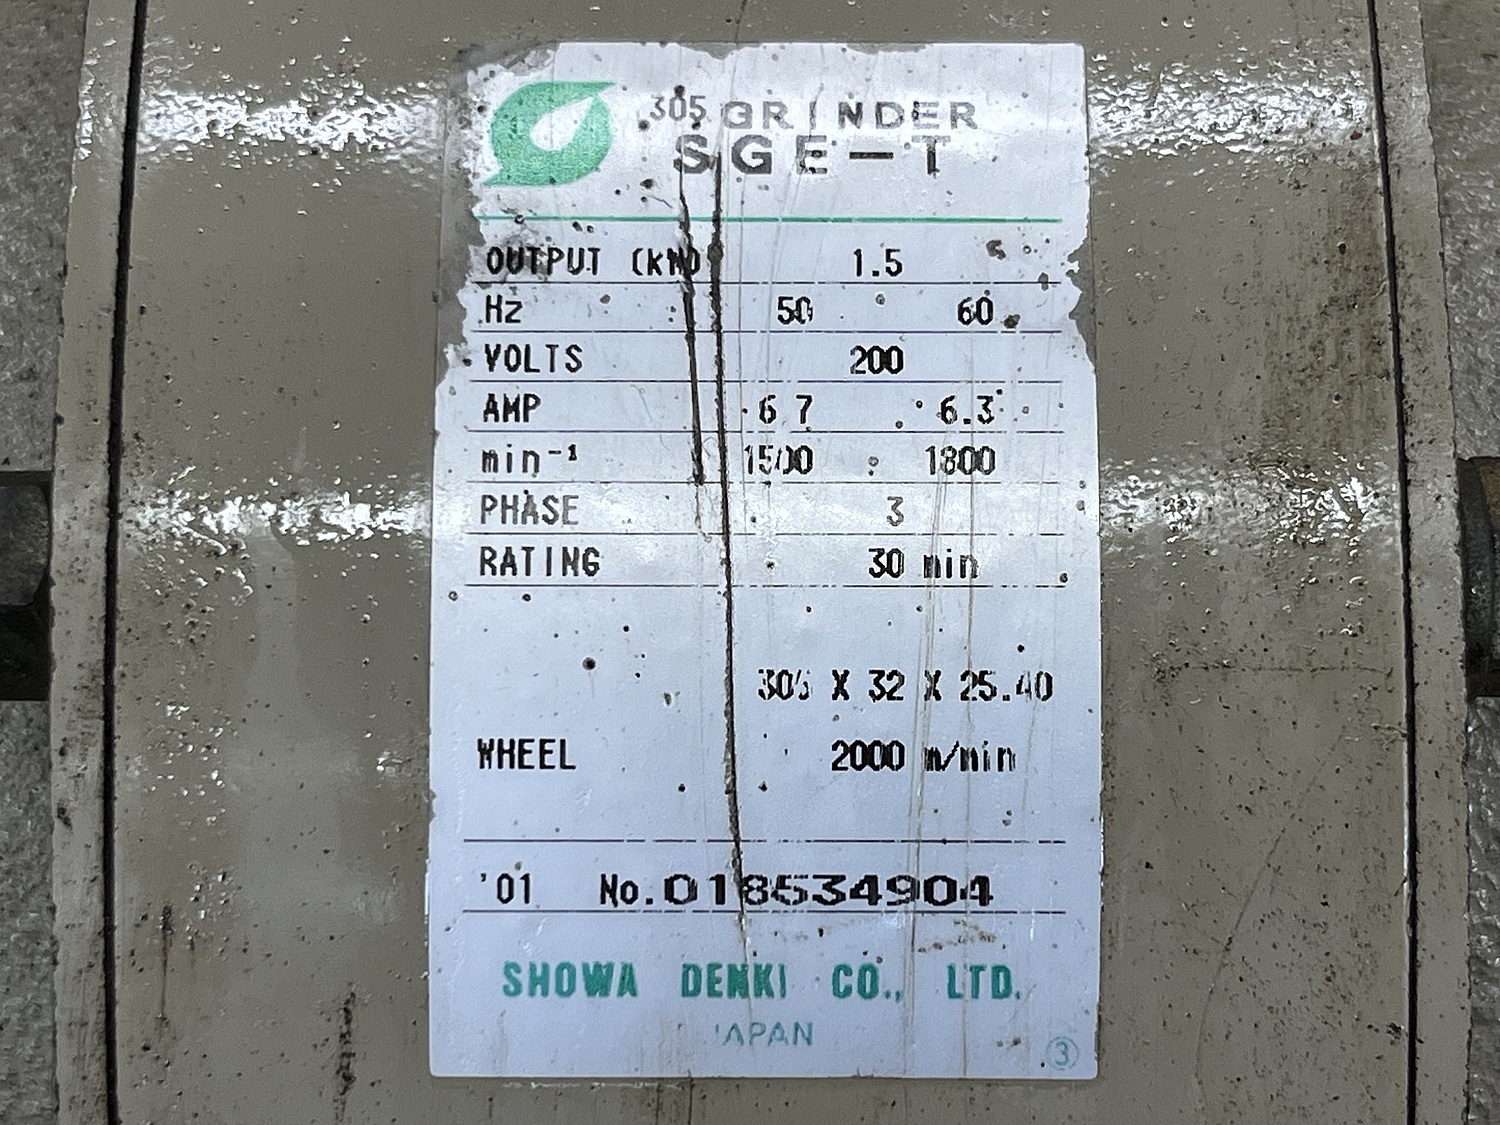 305 GRINDER
SGE-T
OUTPUT (kW) 1.5
Hz 50 60
VOLTS 200
AMP 6.7 6.3
min⁻¹ 1500 1800
PHASE 3
RATING 30 min
305 X 32 X 25.40
WHEEL 2000 m/min
'01 No.018534904
SHOWA DENKI CO., LTD.
JAPAN
③